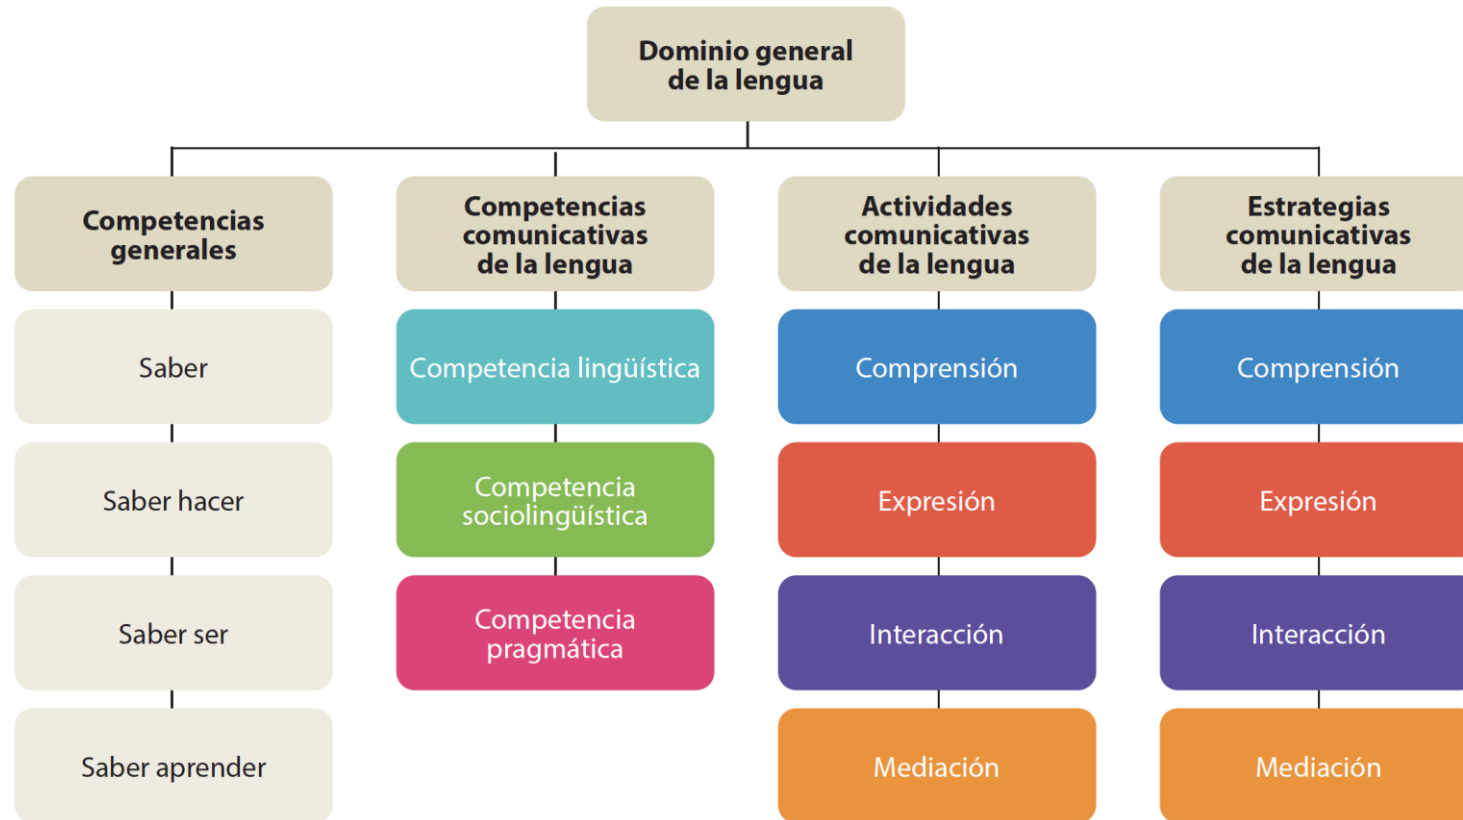 Dominio general
de la lengua
Competencias
generales
Saber
Saber hacer
Saber ser
Saber aprender
Competencias
comunicativas
de la lengua
Competencia lingüística
Competencia
sociolingüística
Competencia
pragmática
Actividades
comunicativas
de la lengua
Comprensión
Expresión
Interacción
Mediación
Estrategias
comunicativas
de la lengua
Comprensión
Expresión
Interacción
Mediación